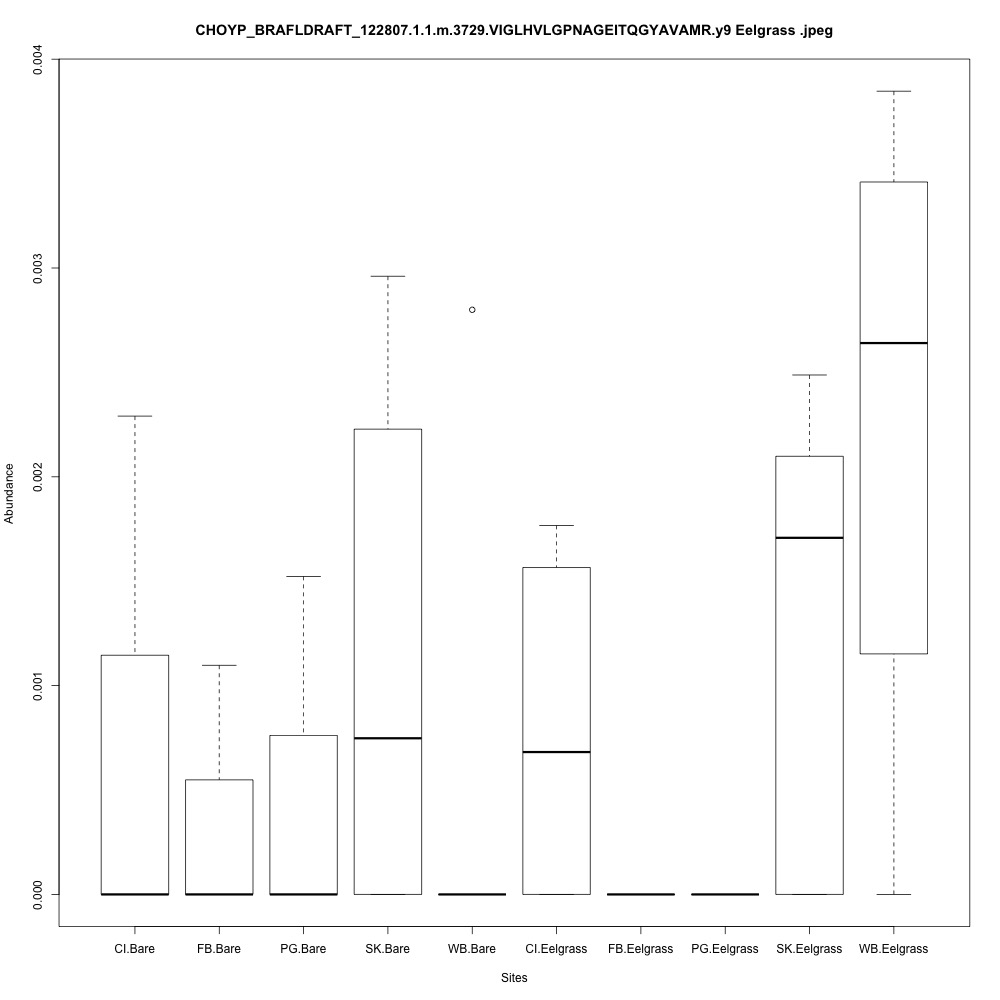 CHOYP_BRAFLDRAFT_122807.1.1.m.3729.VIGLHVLGPNAGEITQGYAVAMR.y9 Eelgrass .jpeg
0.004
0.003
0.002
0.001
0.000
Abundance
CI.Bare FB.Bare PG.Bare SK.Bare WB.Bare CI.Eelgrass FB.Eelgrass PG.Eelgrass SK.Eelgrass WB.Eelgrass
Sites